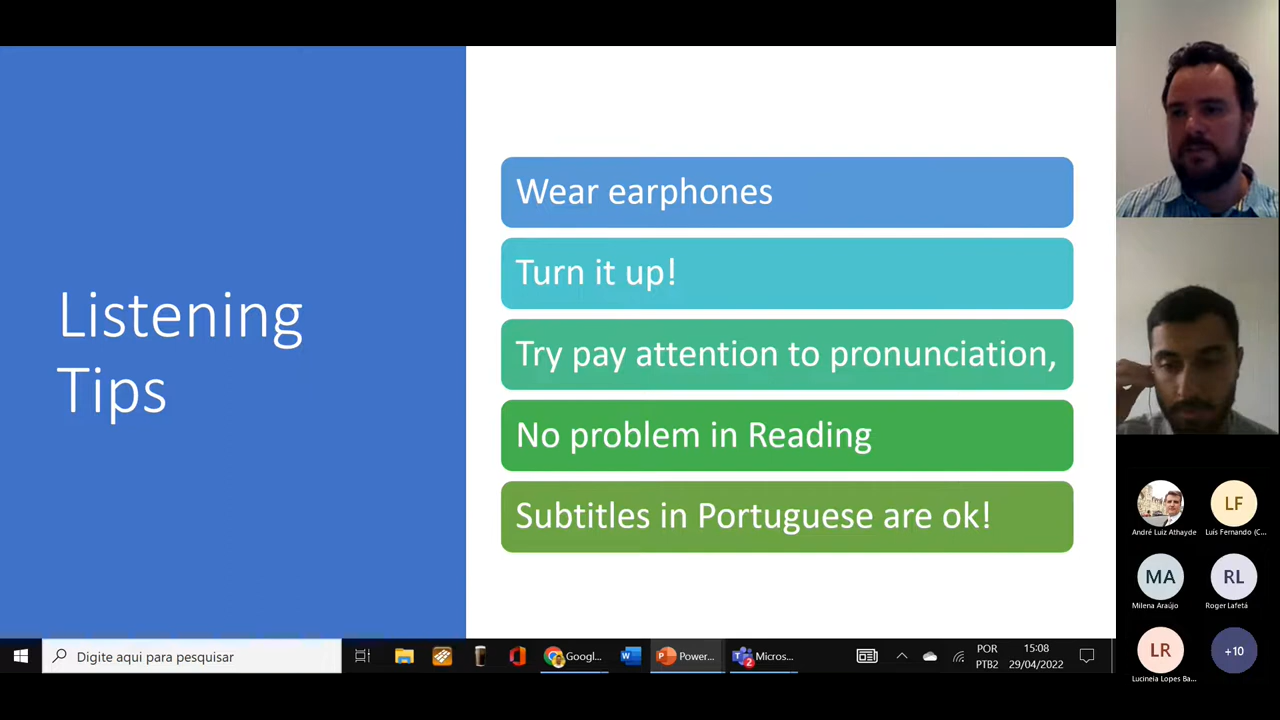 Listening
Tips
Wear earphones
Turn it up!
Try pay attention to pronunciation,
No problem in Reading
Subtitles in Portuguese are ok!
LF
André Luiz Athayde
Luís Fernando (C...
MA
RL
Milena Araújo
Roger Lafetá
LR
+10
Lucineia Lopes Ba...
Digite aqui para pesquisar
Googl...
Power...
2
Micros...
POR
PTB2
15:08
29/04/2022